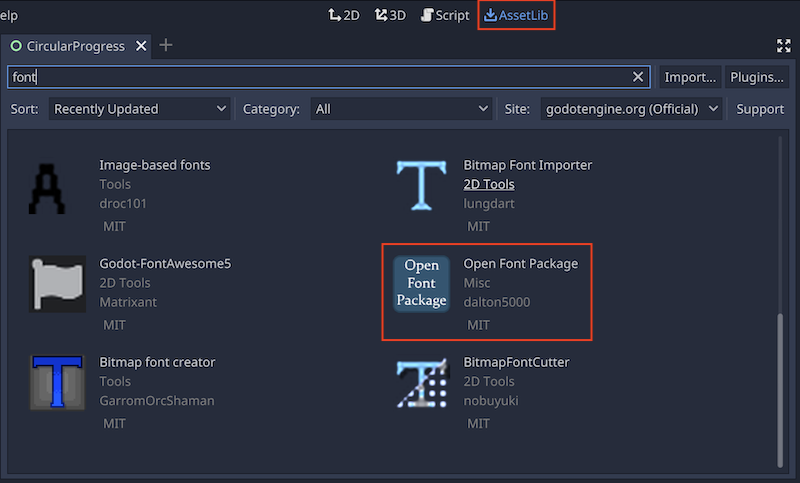 elp
2D
3D
Script
AssetLib
CircularProgress
font
Import...
Plugins...
Sort:
Recently Updated
Category:
All
Site:
godotengine.org (Official)
Support
Image-based fonts
Tools
droc101
MIT
Bitmap Font Importer
2D Tools
lungdart
MIT
Godot-FontAwesome5
2D Tools
Matrixant
MIT
Open
Font
Package
Open Font Package
Misc
dalton5000
MIT
Bitmap font creator
Tools
GarromOrcShaman
MIT
BitmapFontCutter
2D Tools
nobuyuki
MIT